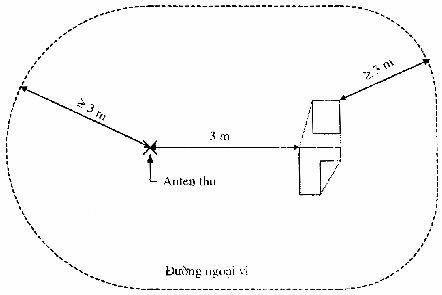 ≥ 3 m
≥ 3 m
3 m
Anten thu
Đường ngoại vi